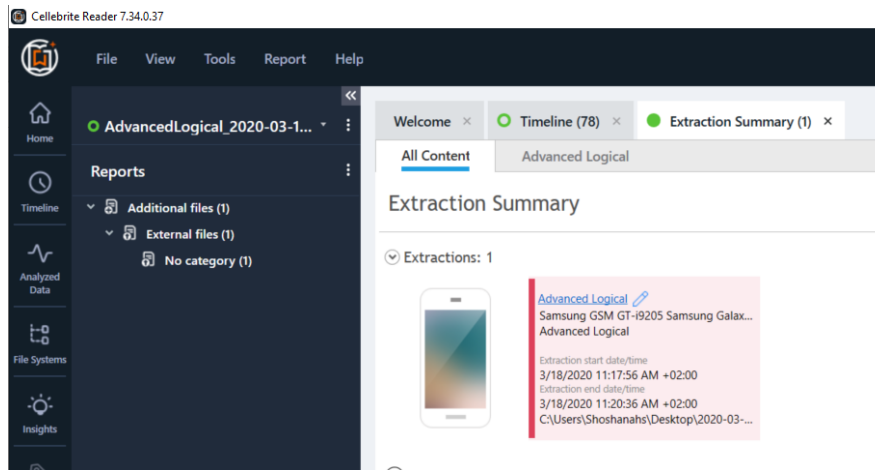 Cellebrite Reader 7.34.0.37
File View Tools Report Help
Home
Timeline
Analyzed
Data
File Systems
Insights
AdvancedLogical_2020-03-1...
Reports
Additional files (1)
External files (1)
No category (1)
Welcome Timeline (78) Extraction Summary (1)
All Content Advanced Logical
Extraction Summary
Extractions: 1
Advanced Logical
Samsung GSM GT-i9205 Samsung Galax...
Advanced Logical
Extraction start date/time
3/18/2020 11:17:56 AM +02:00
Extraction end date/time
3/18/2020 11:20:36 AM +02:00
C:\Users\Shoshanahs\Desktop\2020-03-...